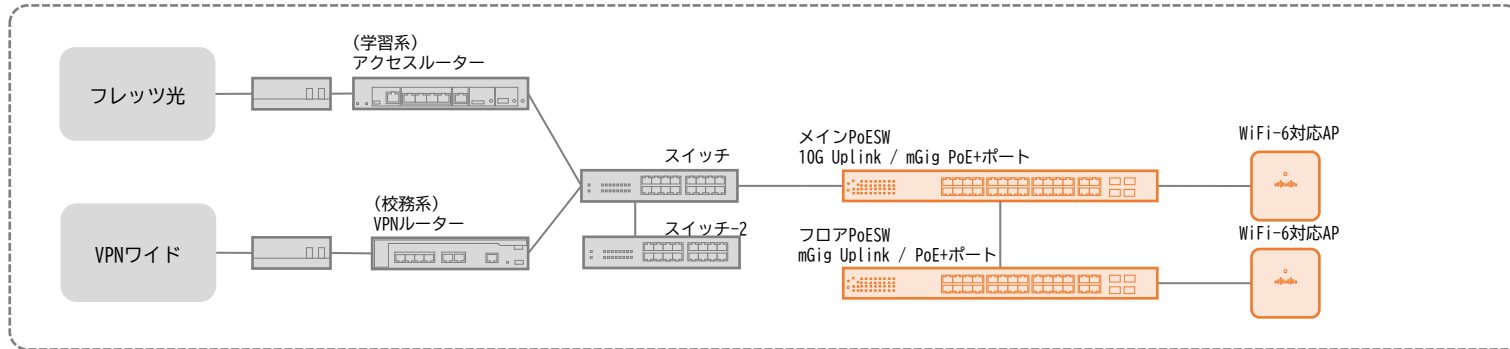 フレッツ光
(学習系)
アクセスルーター
VPNワイド
(校務系)
VPNルーター
スイッチ
スイッチ-2
メインPoESW
10G Uplink / mGig PoE+ポート
フロアPoESW
mGig Uplink / PoE+ポート
WiFi-6対応AP
WiFi-6対応AP